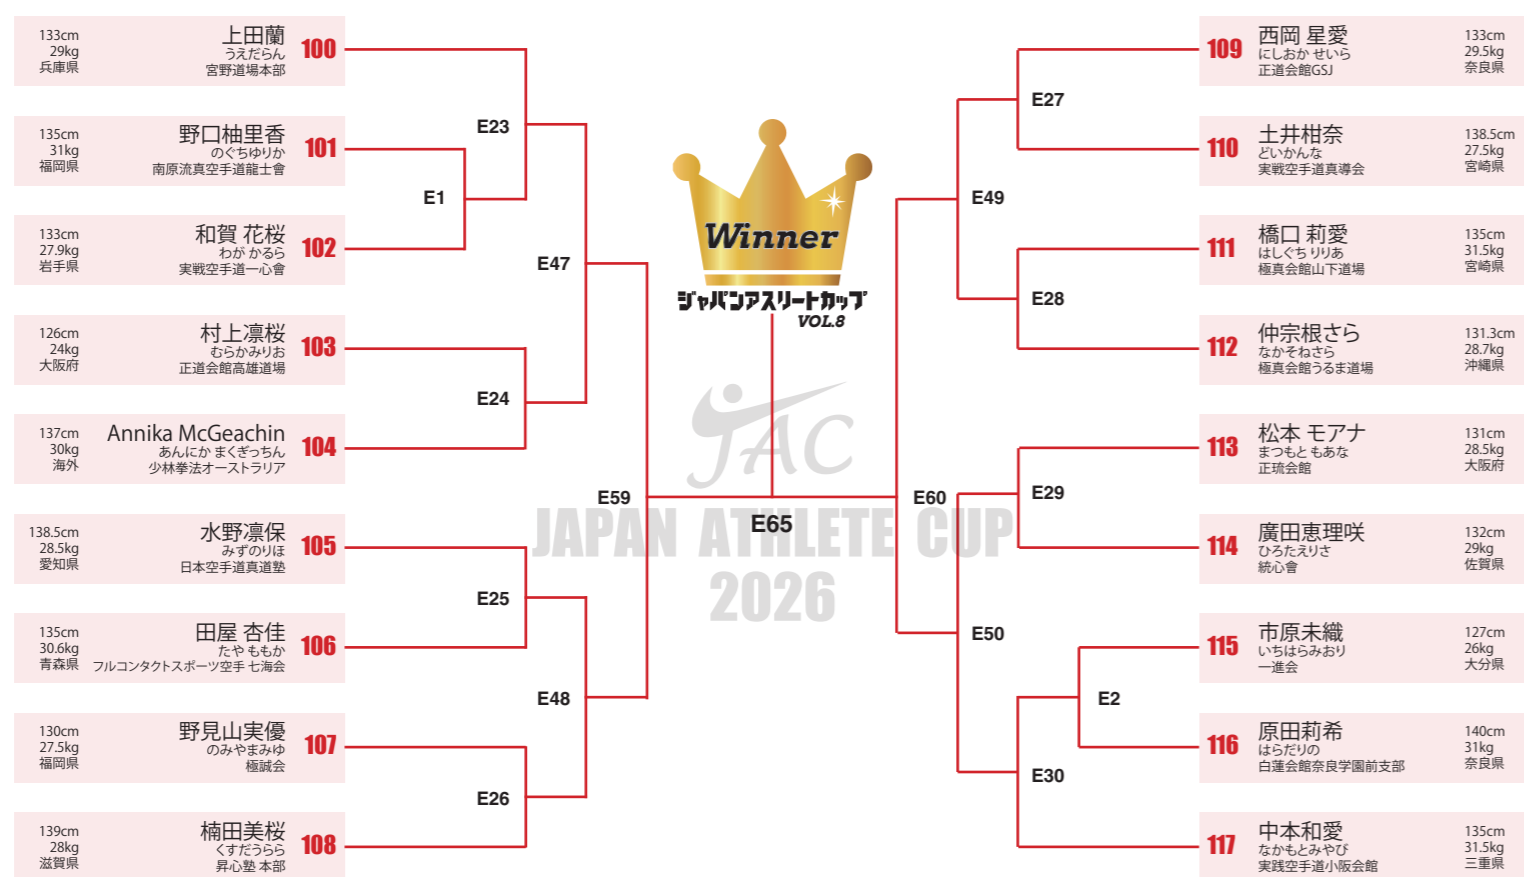 133cm
29kg
兵庫県
上田蘭
うえだらん
宮野道場本部
100
135cm
31kg
福岡県
野口柚里香
のぐちゆりか
南原流真空手道龍士會
101
133cm
27.9kg
岩手県
和賀 花桜
わが かるら
実戦空手道一心會
102
126cm
24kg
大阪府
村上凛桜
むらかみりお
正道会館高雄道場
103
137cm
30kg
海外
Annika McGeachin
あんにか まくぎっちん
少林拳法オーストラリア
104
138.5cm
28.5kg
愛知県
水野凛保
みずのりほ
日本空手道真道塾
105
135cm
30.6kg
青森県
田屋 杏佳
たや ももか
フルコンタクトスポーツ空手 七海会
106
130cm
27.5kg
福岡県
野見山実優
のみやまみゆ
極誠会
107
139cm
28kg
滋賀県
楠田美桜
くすだうらら
昇心塾 本部
108
E23
E1
E47
E24
E59
E25
E48
E26
Winner
ジャパンアスリートカップ
VOL.8
JAC
JAPAN ATHLETE CUP
2026
E65
E27
E49
E28
E60
E29
E50
E2
E30
109
西岡 星愛
にしおか せいら
正道会館GSJ
133cm
29.5kg
奈良県
110
土井柑奈
どいかんな
実戦空手道真導会
138.5cm
27.5kg
宮崎県
111
橋口 莉愛
はしぐち りりあ
極真会館山下道場
135cm
31.5kg
宮崎県
112
仲宗根さら
なかそねさら
極真会館うるま道場
131.3cm
28.7kg
沖縄県
113
松本 モアナ
まつもと もあな
正琉会館
131cm
28.5kg
大阪府
114
廣田恵理咲
ひろたえりさ
統心會
132cm
29kg
佐賀県
115
市原未織
いちはらみおり
一進会
127cm
26kg
大分県
116
原田莉希
はらだりの
白蓮会館奈良学園前支部
140cm
31kg
奈良県
117
中本和愛
なかもとみやび
実践空手道小阪会館
135cm
31.5kg
三重県